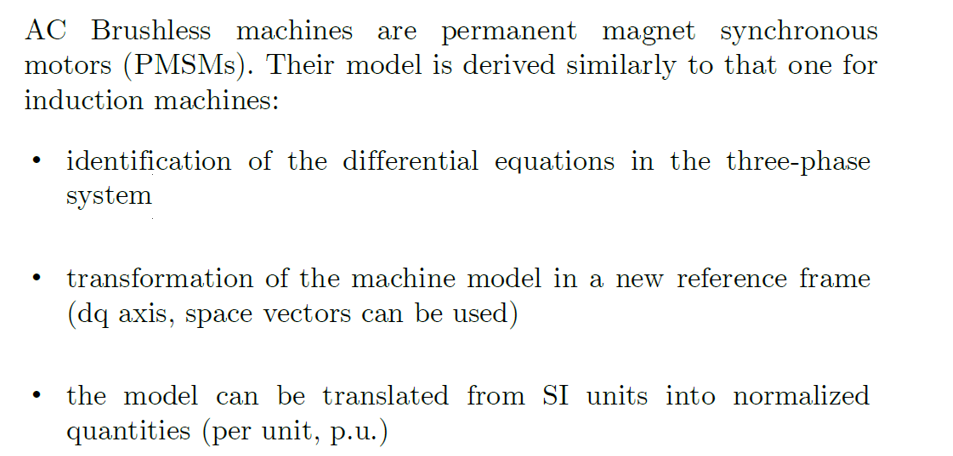 AC Brushless machines are permanent magnet synchronous
motors (PMSMs). Their model is derived similarly to that one for
induction machines:
• identification of the differential equations in the three-phase
system
• transformation of the machine model in a new reference frame
(dq axis, space vectors can be used)
• the model can be translated from SI units into normalized
quantities (per unit, p.u.)